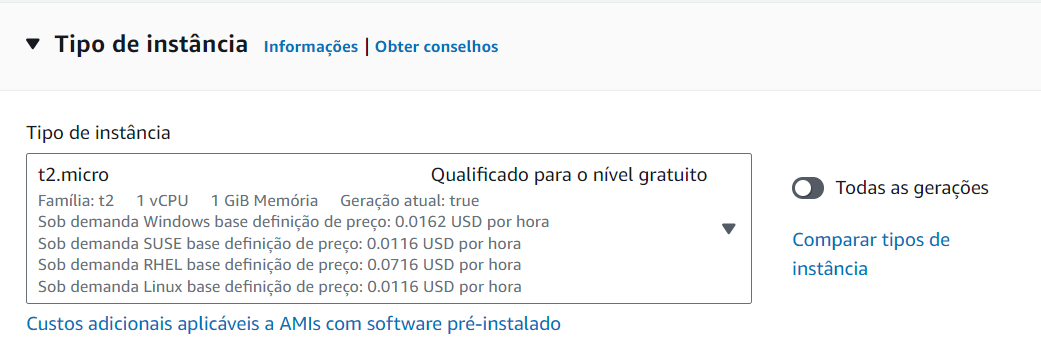 Tipo de instância Informações | Obter conselhos
Tipo de instância
t2.micro Qualificado para o nível gratuito
Família: t2 1 vCPU 1 GiB Memória Geração atual: true
Sob demanda Windows base definição de preço: 0.0162 USD por hora
Sob demanda SUSE base definição de preço: 0.0116 USD por hora
Sob demanda RHEL base definição de preço: 0.0716 USD por hora
Sob demanda Linux base definição de preço: 0.0116 USD por hora
Todas as gerações
Comparar tipos de
instância
Custos adicionais aplicáveis a AMIs com software pré-instalado